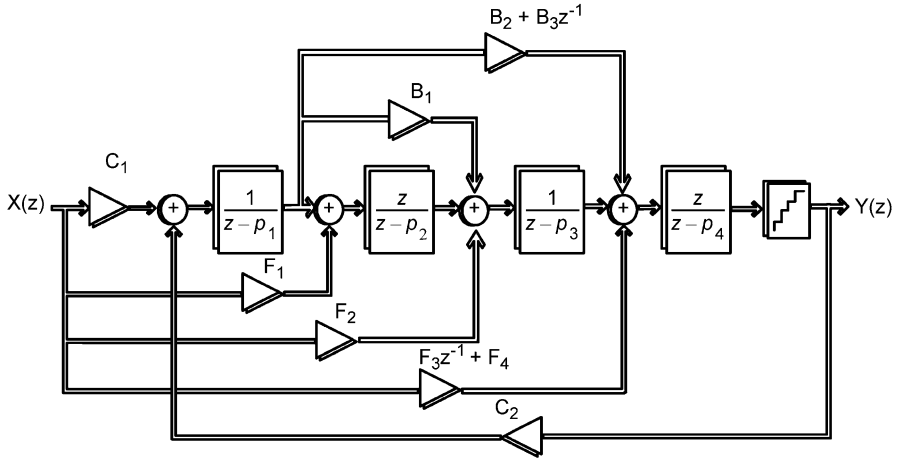 B₂ + B₃z⁻¹
B₁
C₁
X(z)
+
1
z – p₁
+
z
z – p₂
+
1
z – p₃
+
z
z – p₄
Y(z)
F₁
F₂
F₃z⁻¹ + F₄
C₂